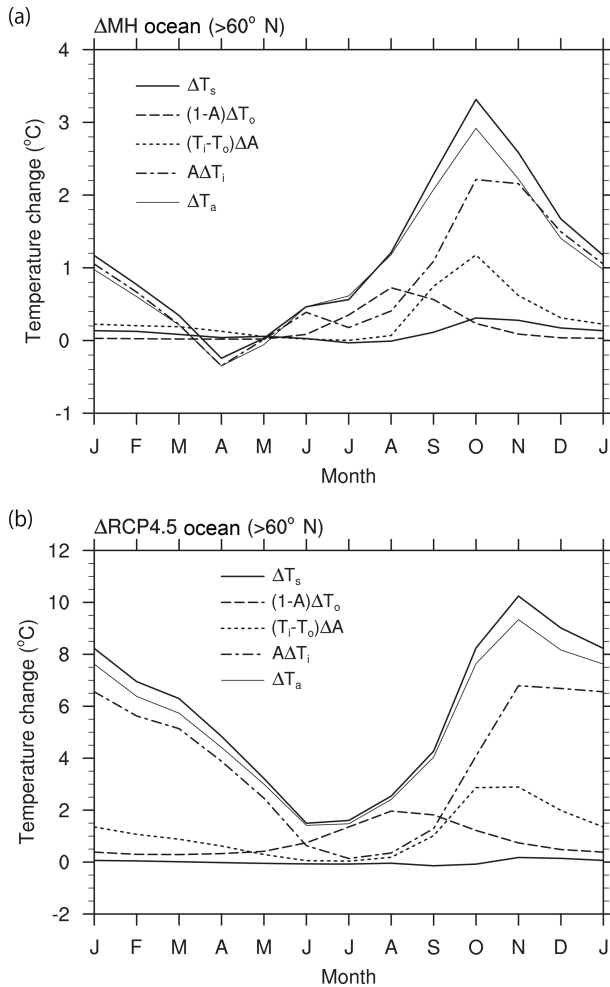 (a)
ΔMH ocean (>60° N)
4
3
2
1
0
-1
Temperature change (°C)
ΔTs
(1-A)ΔTo
(Ti-To)ΔA
AΔTi
ΔTa
J F M A M J J A S O N D J
Month
(b)
ΔRCP4.5 ocean (>60° N)
12
10
8
6
4
2
0
-2
Temperature change (°C)
ΔTs
(1-A)ΔTo
(Ti-To)ΔA
AΔTi
ΔTa
J F M A M J J A S O N D J
Month